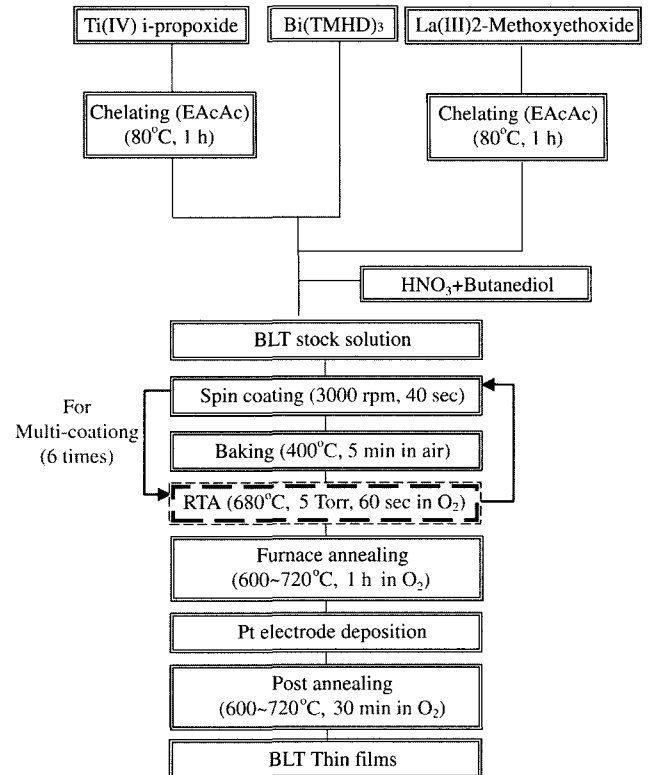 Ti(IV) i-propoxide
Bi(TMHD)₃
La(III)2-Methoxyethoxide
Chelating (EAcAc)
(80°C, 1 h)
Chelating (EAcAc)
(80°C, 1 h)
HNO₃+Butanediol
BLT stock solution
Spin coating (3000 rpm, 40 sec)
For
Multi-coationg
(6 times)
Baking (400°C, 5 min in air)
RTA (680°C, 5 Torr, 60 sec in O₂)
Furnace annealing
(600~720°C, 1 h in O₂)
Pt electrode deposition
Post annealing
(600~720°C, 30 min in O₂)
BLT Thin films